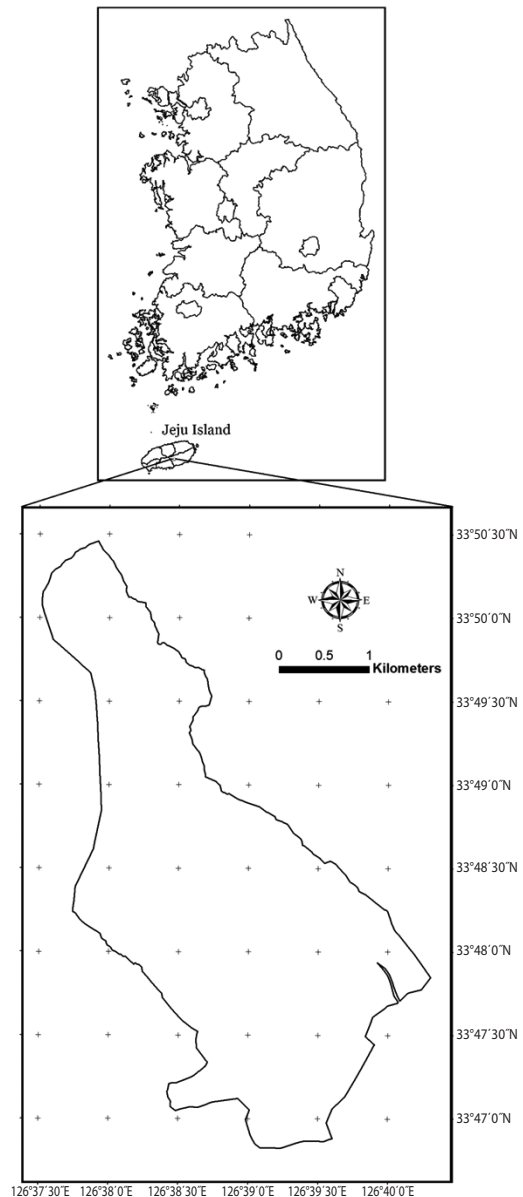 Jeju Island
33°50′30″N
N
W E
S
33°50′0″N
0 0.5 1
Kilometers
33°49′30″N
33°49′0″N
33°48′30″N
33°48′0″N
33°47′30″N
33°47′0″N
126°37′30″E 126°38′0″E 126°38′30″E 126°39′0″E 126°39′30″E 126°40′0″E